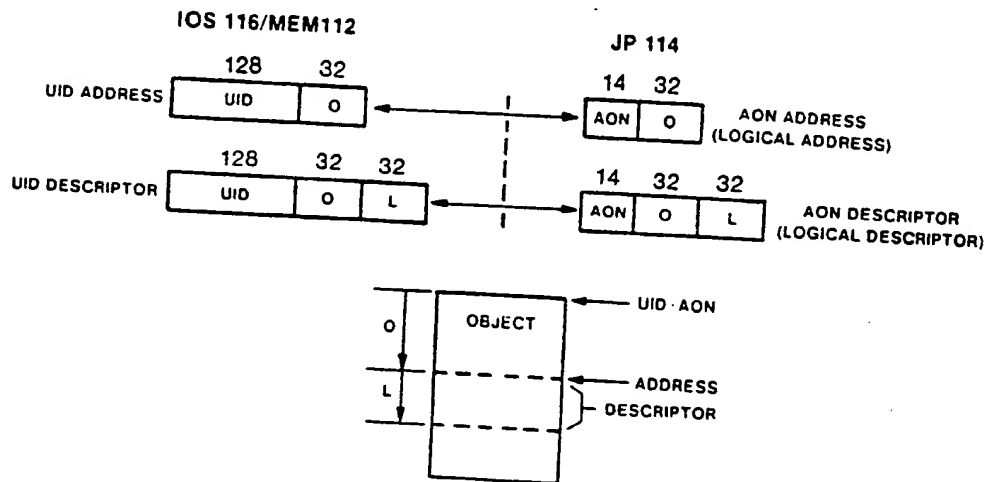 IOS 116/MEM112
JP 114
128 32
14 32
UID ADDRESS
UID O
AON O
AON ADDRESS
(LOGICAL ADDRESS)
128 32 32
14 32 32
UID DESCRIPTOR
UID O L
AON O L
AON DESCRIPTOR
(LOGICAL DESCRIPTOR)
UID·AON
OBJECT
O
ADDRESS
L
DESCRIPTOR